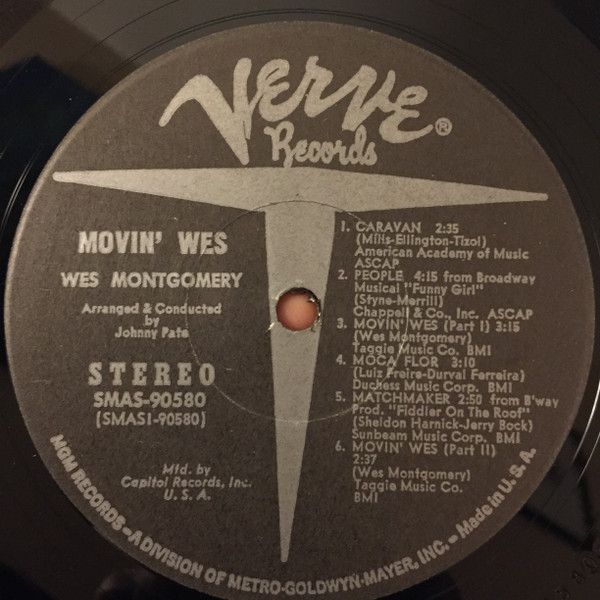 VERVE®
Records
MOVIN' WES
WES MONTGOMERY
Arranged & Conducted
by
Johnny Pate
STEREO
SMAS-90580
(SMAS1-90580)
Mfd. by
Capitol Records, Inc.
U. S. A.
1. CARAVAN 2:35
(Mills-Ellington-Tizol)
American Academy of Music
ASCAP
2. PEOPLE 4:15 from Broadway
Musical "Funny Girl"
(Styne-Merrill)
Chappell & Co., Inc. ASCAP
3. MOVIN' WES (Part I) 3:15
(Wes Montgomery)
Taggie Music Co. BMI
4. MOCA FLOR 3:10
(Luiz Freire-Durval Ferreira)
Duchess Music Corp. BMI
5. MATCHMAKER 2:50 from B'way
Prod. "Fiddler On The Roof"
(Sheldon Harnick-Jerry Bock)
Sunbeam Music Corp. BMI
6. MOVIN' WES (Part II)
2:37
(Wes Montgomery)
Taggie Music Co.
BMI
MGM RECORDS—A DIVISION OF METRO-GOLDWYN-MAYER, INC.—Made in U. S. A.